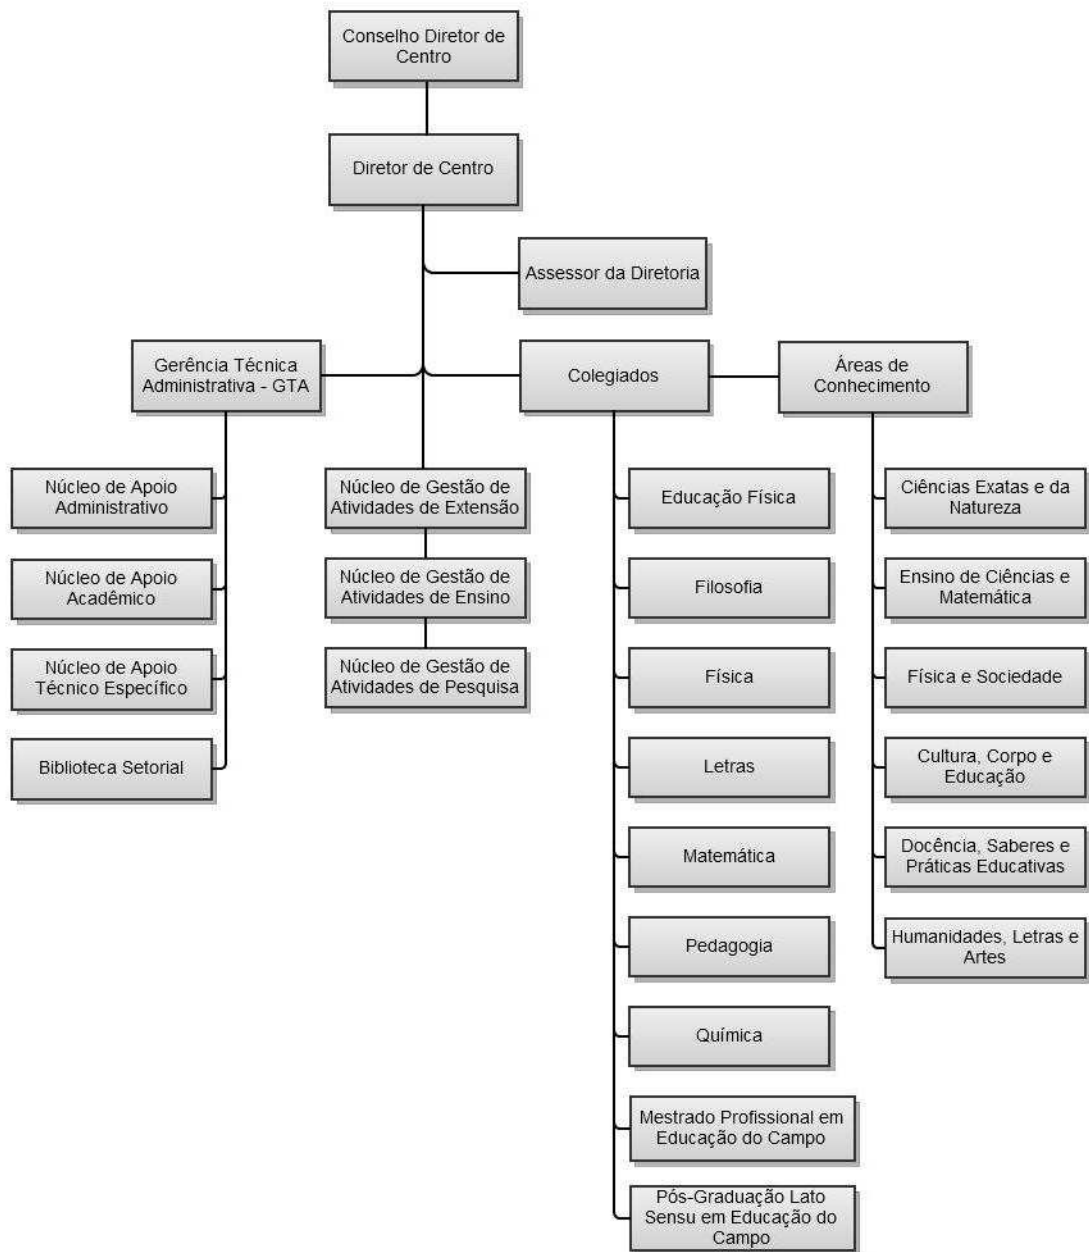 Conselho Diretor de
Centro
Diretor de Centro
Assessor da Diretoria
Gerência Técnica
Administrativa - GTA
Colegiados
Áreas de
Conhecimento
Núcleo de Apoio
Administrativo
Núcleo de Apoio
Acadêmico
Núcleo de Apoio
Técnico Específico
Biblioteca Setorial
Núcleo de Gestão de
Atividades de Extensão
Núcleo de Gestão de
Atividades de Ensino
Núcleo de Gestão de
Atividades de Pesquisa
Educação Física
Filosofia
Física
Letras
Matemática
Pedagogia
Química
Mestrado Profissional em
Educação do Campo
Pós-Graduação Lato
Sensu em Educação do
Campo
Ciências Exatas e da
Natureza
Ensino de Ciências e
Matemática
Física e Sociedade
Cultura, Corpo e
Educação
Docência, Saberes e
Práticas Educativas
Humanidades, Letras e
Artes